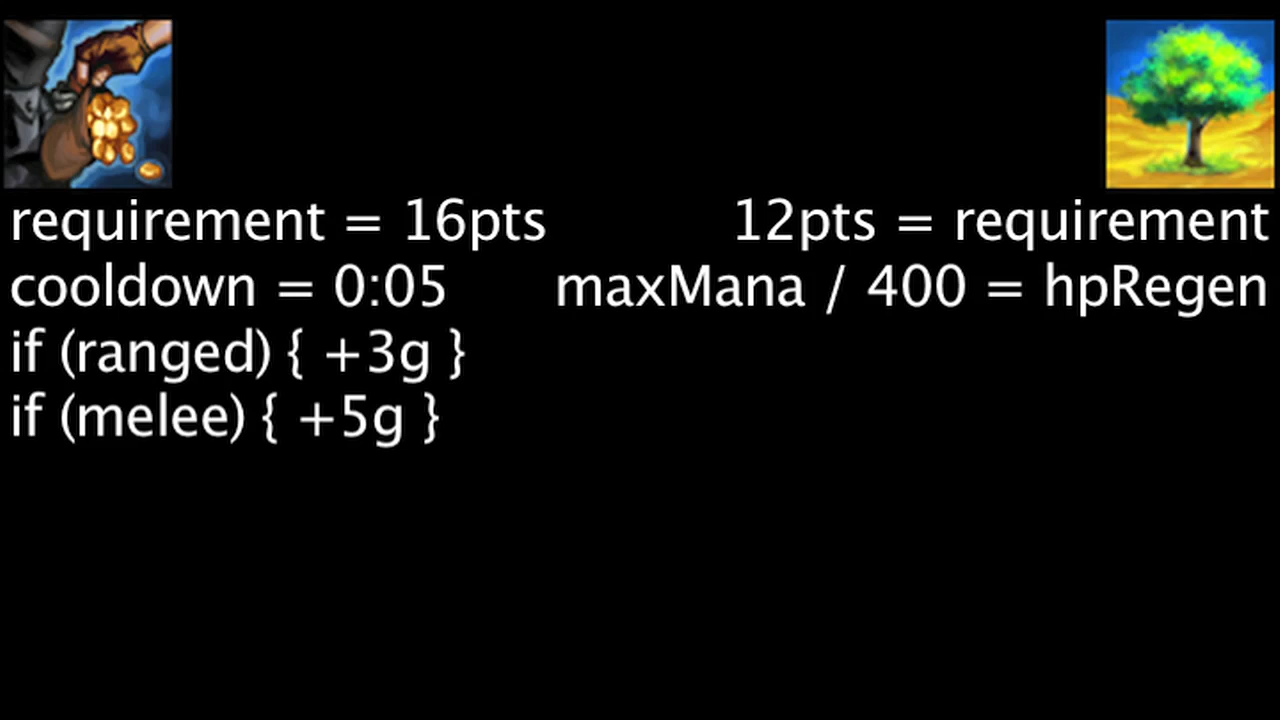 requirement = 16pts
cooldown = 0:05
if (ranged) { +3g }
if (melee) { +5g }
12pts = requirement
maxMana / 400 = hpRegen